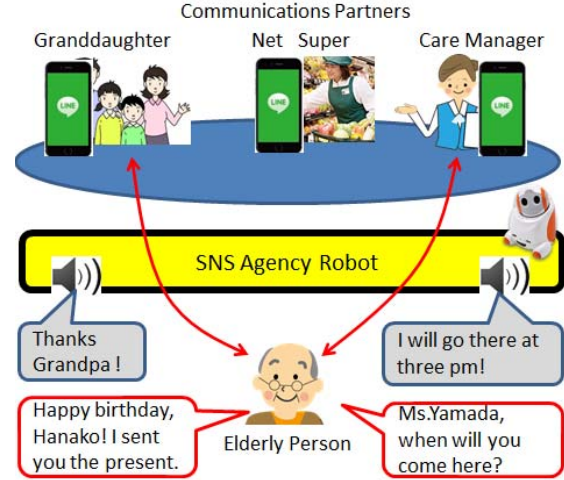 Communications Partners
Granddaughter
Net Super
Care Manager
LINE
LINE
LINE
SNS Agency Robot
Thanks
Grandpa !
I will go there at
three pm!
Happy birthday,
Hanako! I sent
you the present.
Elderly Person
Ms.Yamada,
when will you
come here?